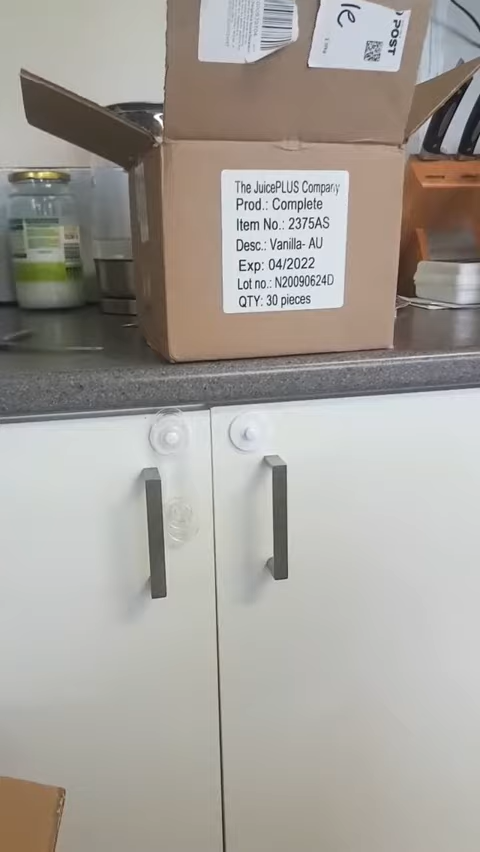 le
POST
The JuicePLUS Company
Prod.: Complete
Item No.: 2375AS
Desc.: Vanilla- AU
Exp: 04/2022
Lot no.: N20090624D
QTY: 30 pieces